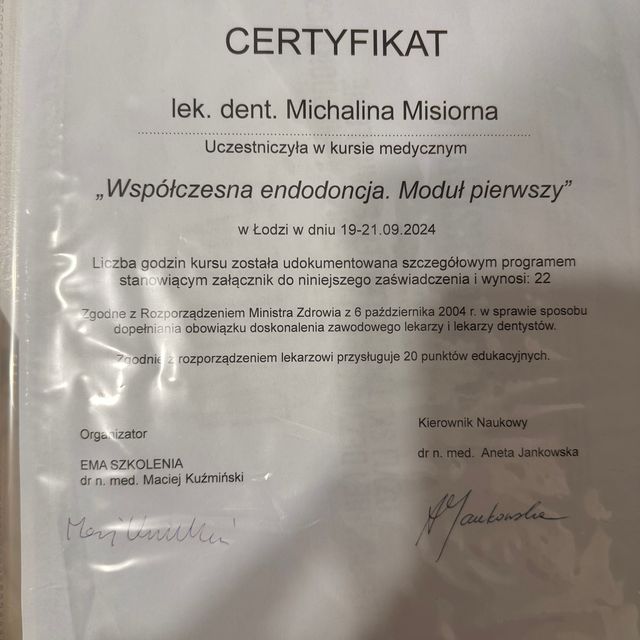 CERTYFIKAT
lek. dent. Michalina Misiorna
Uczestniczyła w kursie medycznym
„Współczesna endodoncja. Moduł pierwszy”
w Łodzi w dniu 19-21.09.2024
Liczba godzin kursu została udokumentowana szczegółowym programem
stanowiącym załącznik do niniejszego zaświadczenia i wynosi: 22
Zgodne z Rozporządzeniem Ministra Zdrowia z 6 października 2004 r. w sprawie sposobu
dopełniania obowiązku doskonalenia zawodowego lekarzy i lekarzy dentystów.
Zgodnie z rozporządzeniem lekarzowi przysługuje 20 punktów edukacyjnych.
Organizator
EMA SZKOLENIA
dr n. med. Maciej Kuźmiński
Kierownik Naukowy
dr n. med. Aneta Jankowska
AJankowska